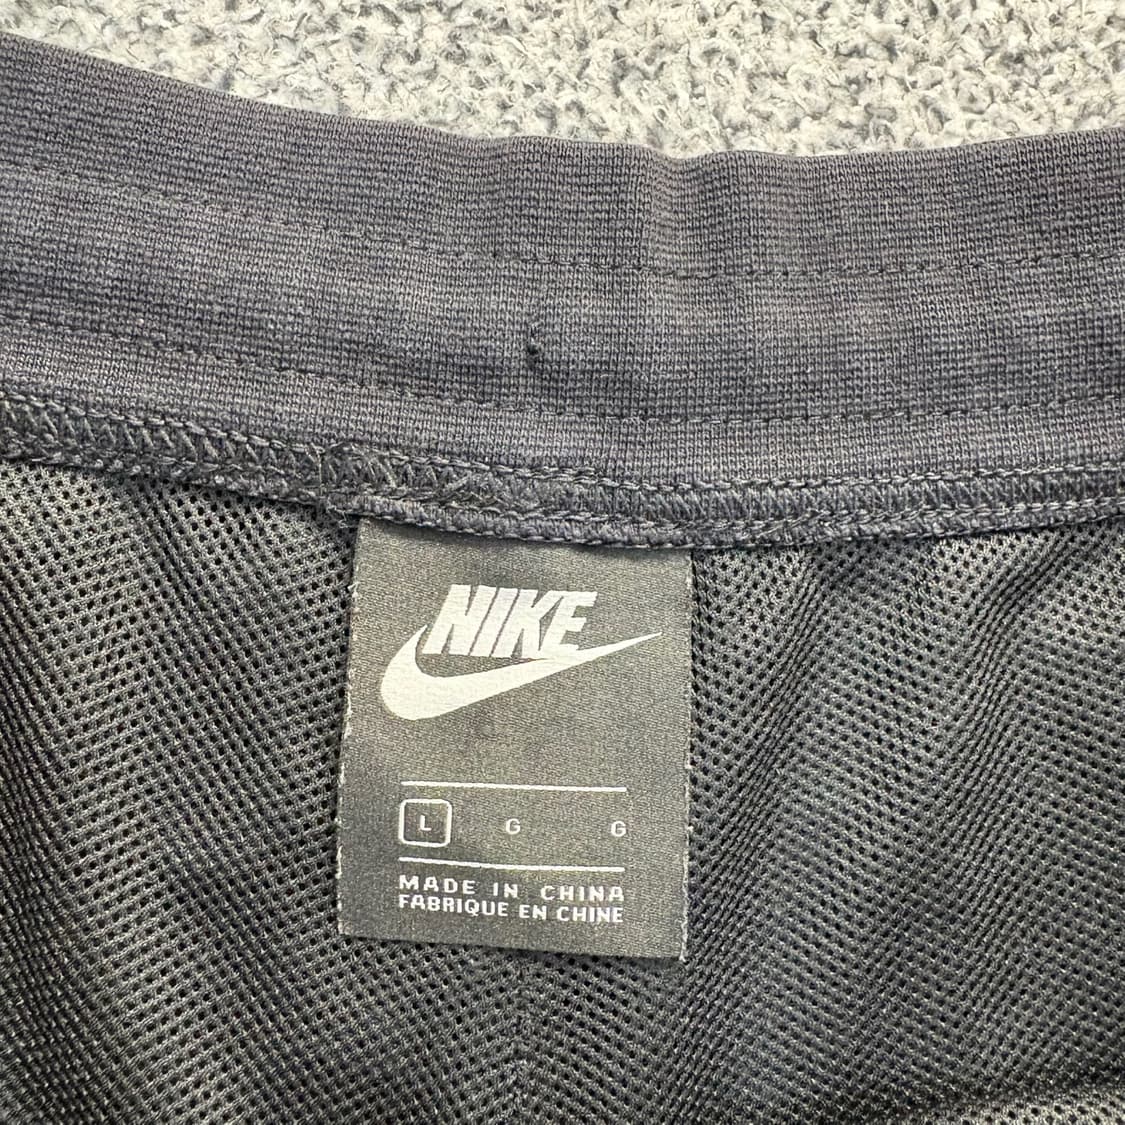 NIKE
L G G
MADE IN CHINA
FABRIQUE EN CHINE